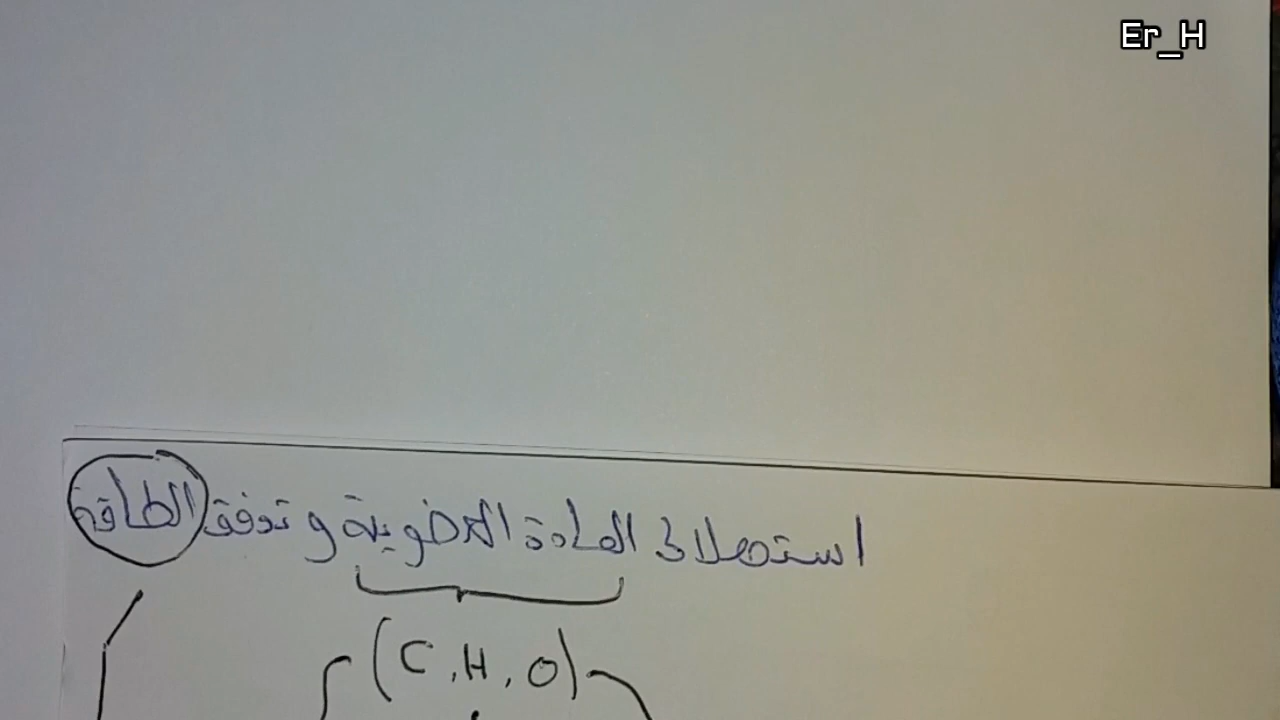 Er_H
استهلاك المادة العضوية و تدفق الطاقة
(C, H, O)